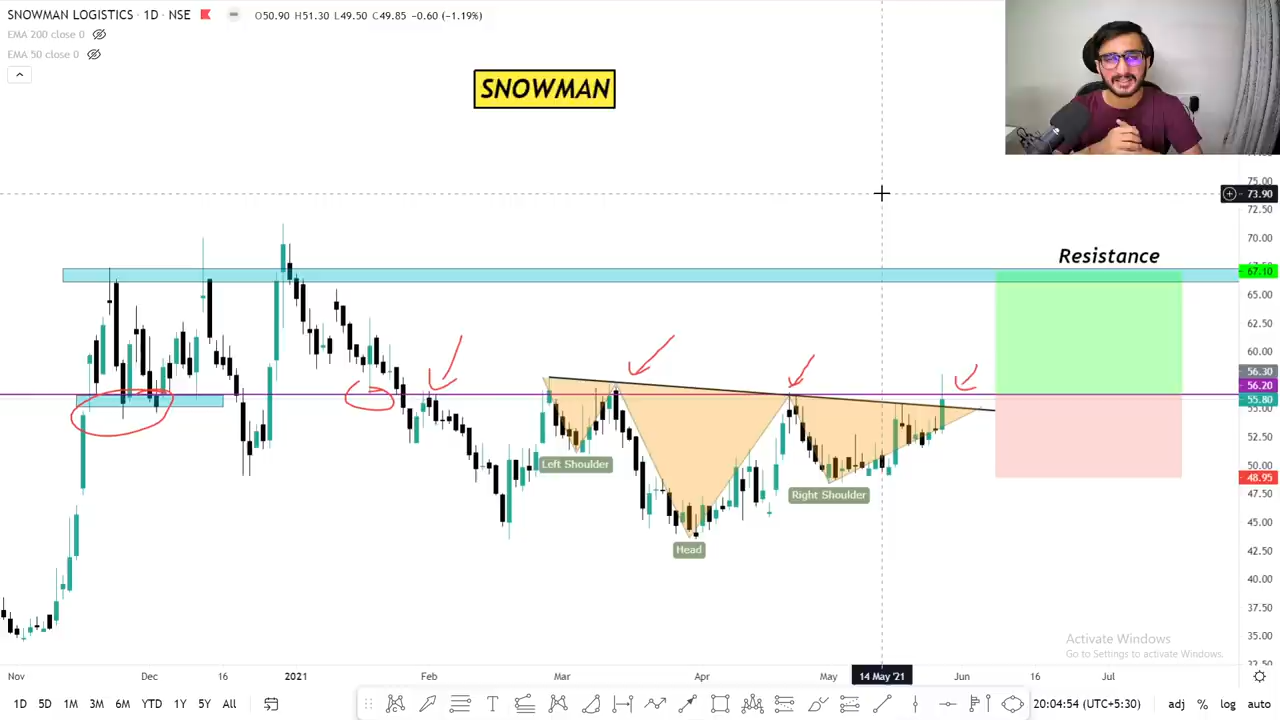 SNOWMAN LOGISTICS · 1D · NSE O50.90 H51.30 L49.50 C49.85 -0.60 (-1.19%)
EMA 200 close 0
EMA 50 close 0
SNOWMAN
75.00
73.90
72.50
70.00
Resistance
67.10
65.00
62.50
60.00
56.30
56.20
55.80
55.00
52.50
Left Shoulder
50.00
48.95
Right Shoulder
47.50
45.00
Head
42.50
40.00
37.50
35.00
Activate Windows
Go to Settings to activate Windows.
32.50
Nov Dec 16 2021 Feb Mar Apr May 14 May '21 Jun 16 Jul
1D 5D 1M 3M 6M YTD 1Y 5Y All 20:04:54 (UTC+5:30) adj % log auto